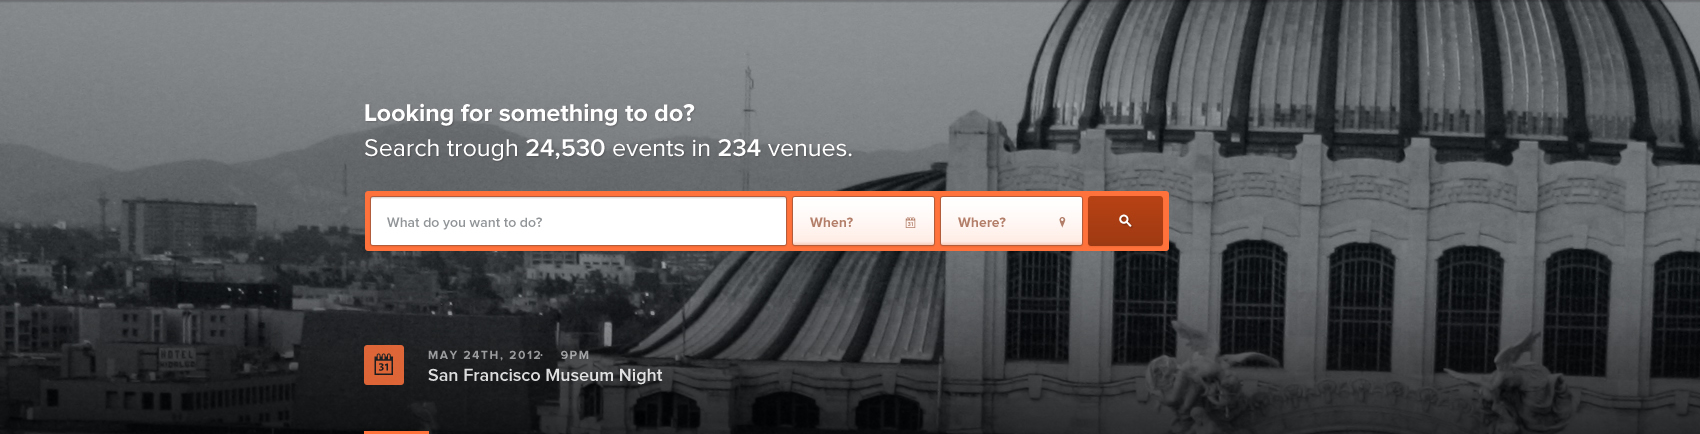 Looking for something to do?
Search trough 24,530 events in 234 venues.
What do you want to do?
When?
31
Where?
HOTEL
31
MAY 24TH, 2012· 9PM
San Francisco Museum Night